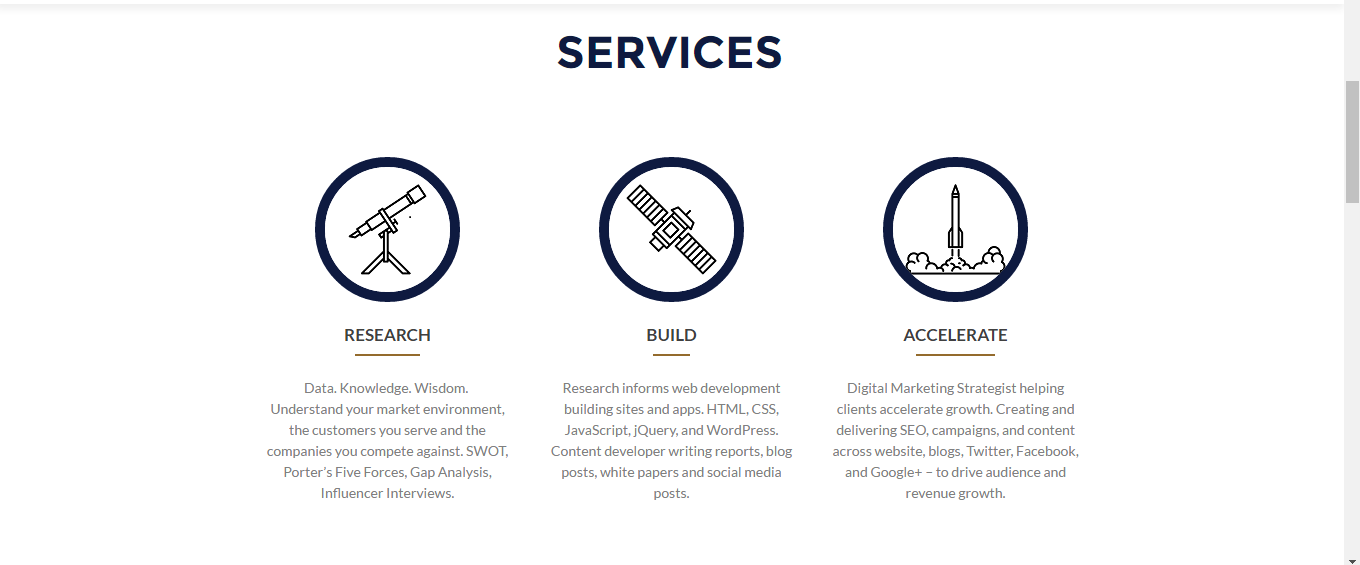 SERVICES
RESEARCH
Data. Knowledge. Wisdom.
Understand your market environment,
the customers you serve and the
companies you compete against. SWOT,
Porter's Five Forces, Gap Analysis,
Influencer Interviews.
BUILD
Research informs web development
building sites and apps. HTML, CSS,
JavaScript, jQuery, and WordPress.
Content developer writing reports, blog
posts, white papers and social media
posts.
ACCELERATE
Digital Marketing Strategist helping
clients accelerate growth. Creating and
delivering SEO, campaigns, and content
across website, blogs, Twitter, Facebook,
and Google+ – to drive audience and
revenue growth.